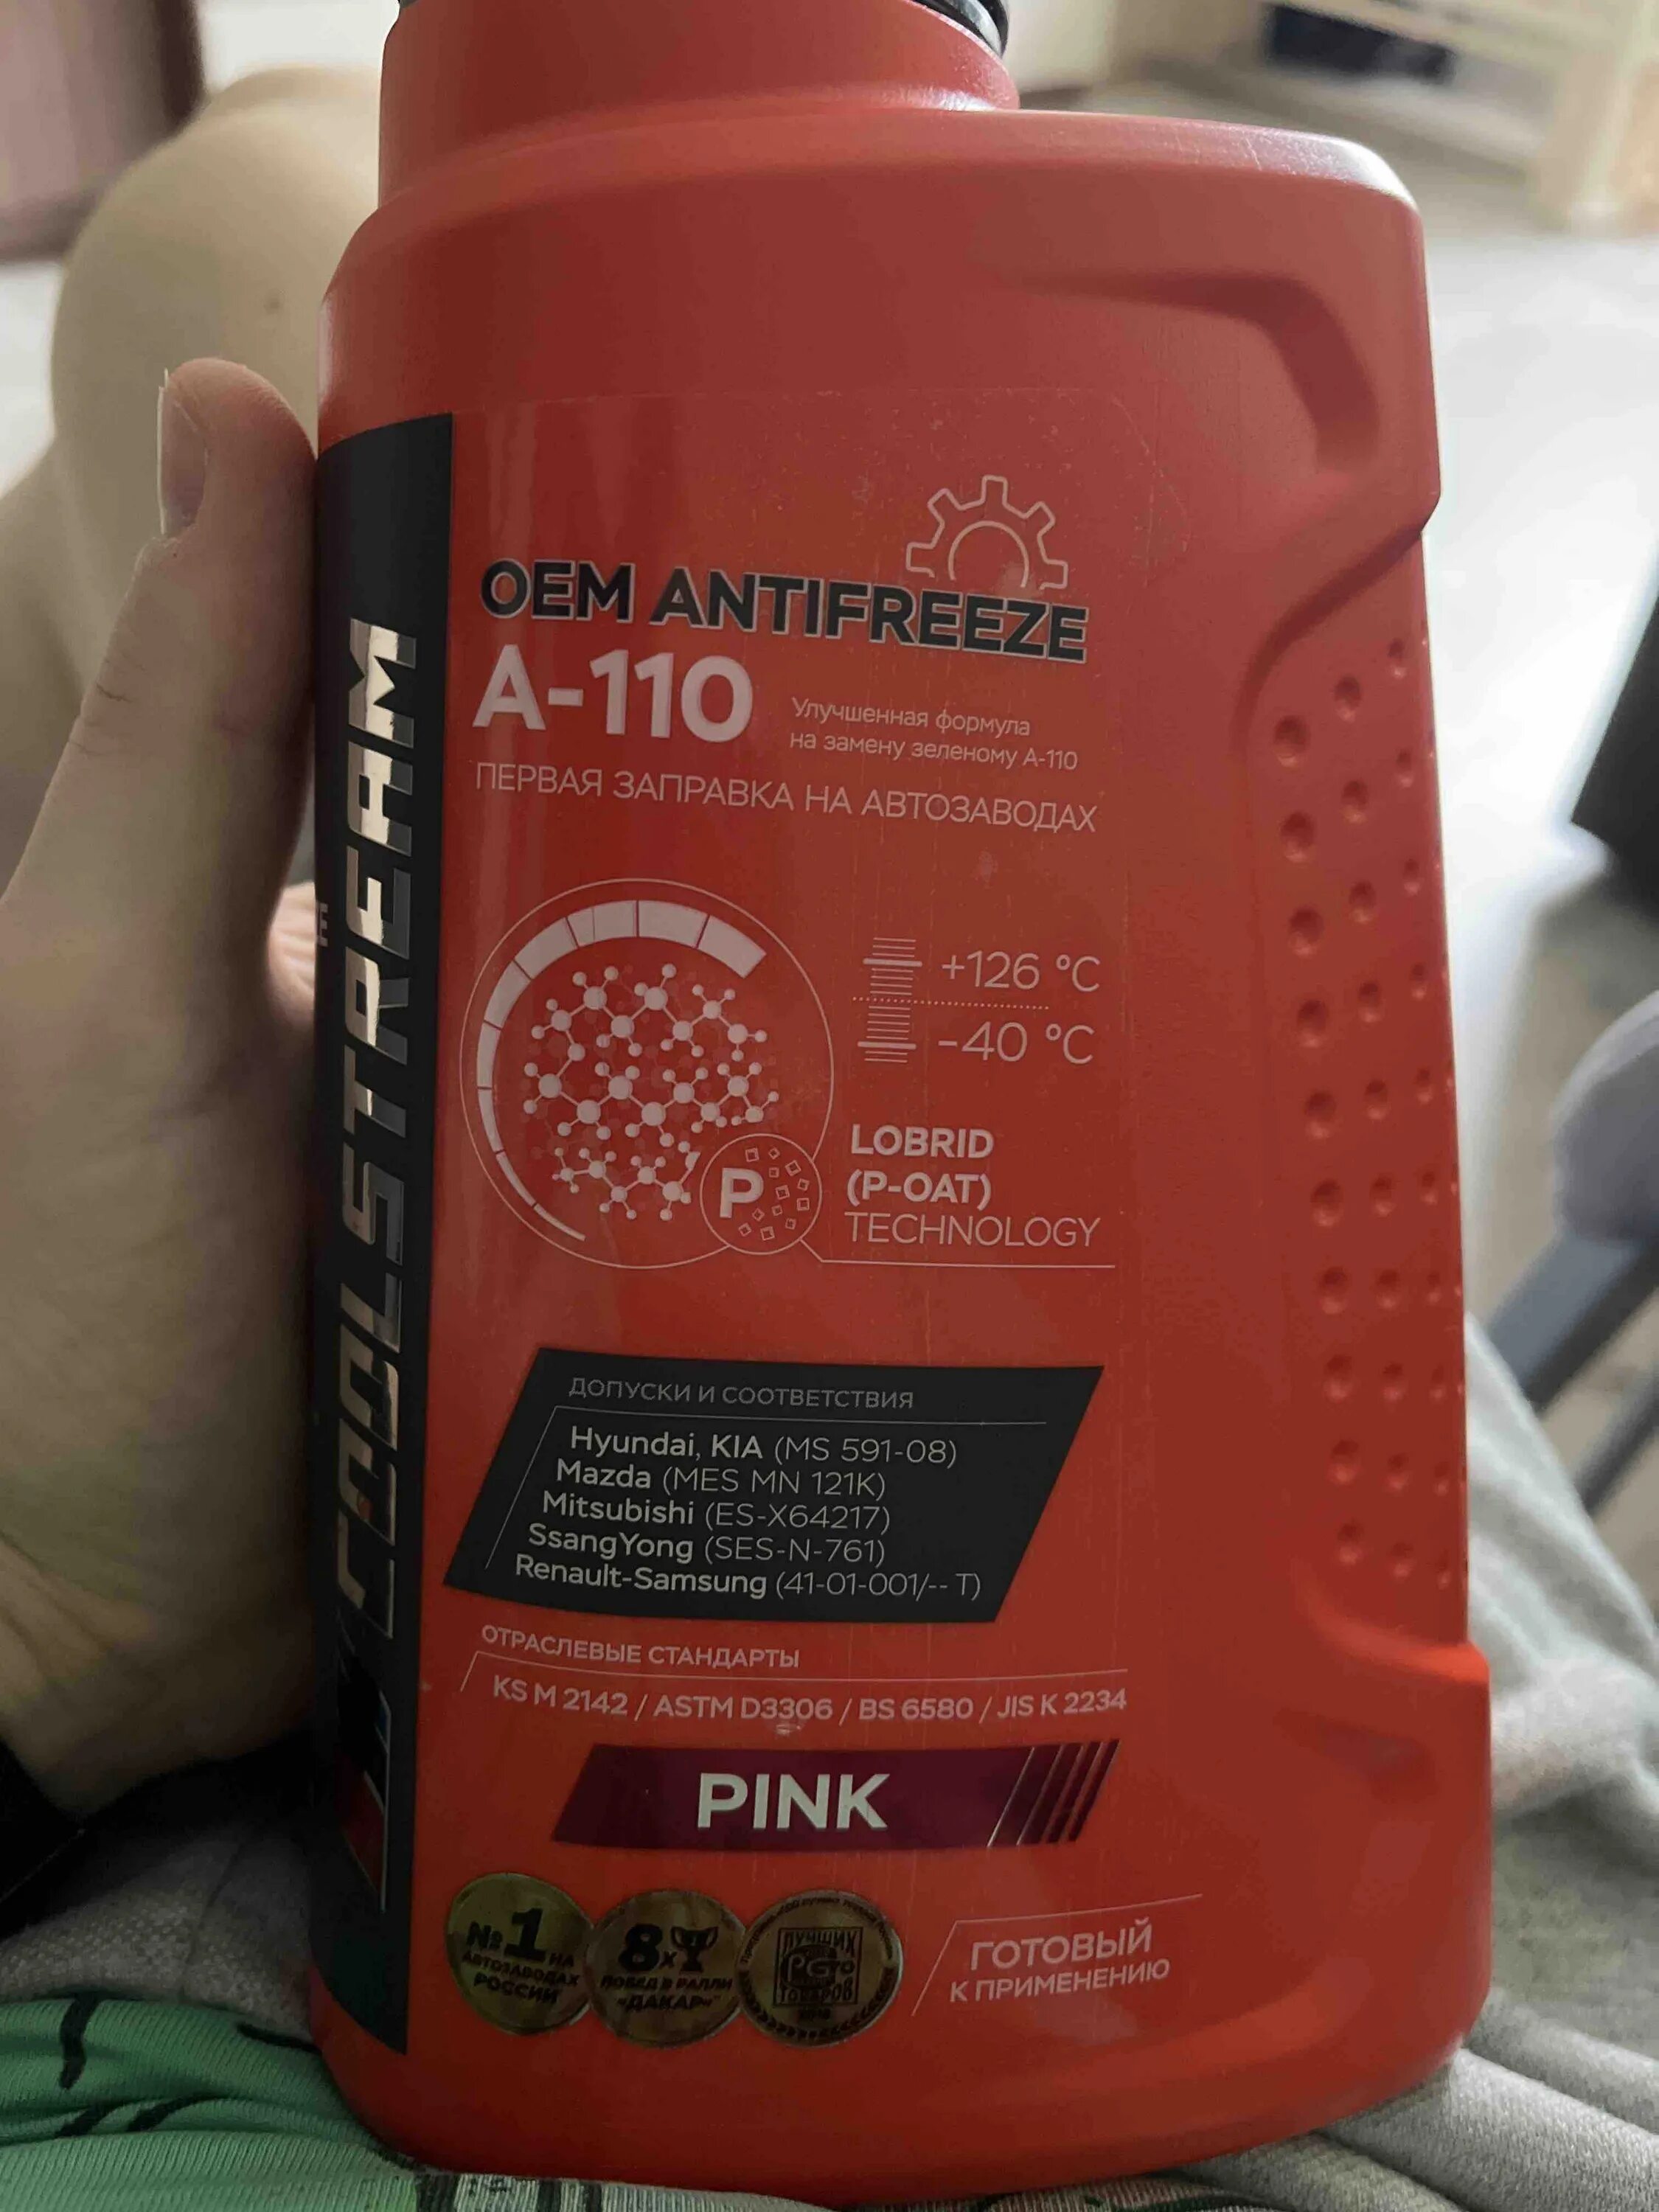 COOLSTREAM
OEM ANTIFREEZE
A-110
Улучшенная формула
на замену зеленому А-110
ПЕРВАЯ ЗАПРАВКА НА АВТОЗАВОДАХ
+126 °C
-40 °C
P
LOBRID
(P-OAT)
TECHNOLOGY
ДОПУСКИ И СООТВЕТСТВИЯ
Hyundai, KIA (MS 591-08)
Mazda (MES MN 121K)
Mitsubishi (ES-X64217)
SsangYong (SES-N-761)
Renault-Samsung (41-01-001/-- T)
ОТРАСЛЕВЫЕ СТАНДАРТЫ
KS M 2142 / ASTM D3306 / BS 6580 / JIS K 2234
PINK
№1 НА
АВТОЗАВОДАХ
РОССИИ
8X
ПОБЕД В РАЛЛИ
«ДАКАР»
ЛУЧШИХ
ТОВАРОВ
ГОТОВЫЙ
К ПРИМЕНЕНИЮ